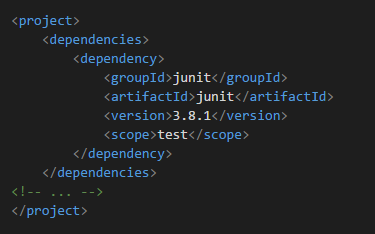 <project>
    <dependencies>
        <dependency>
            <groupId>junit</groupId>
            <artifactId>junit</artifactId>
            <version>3.8.1</version>
            <scope>test</scope>
        </dependency>
    </dependencies>
<!-- ... -->
</project>